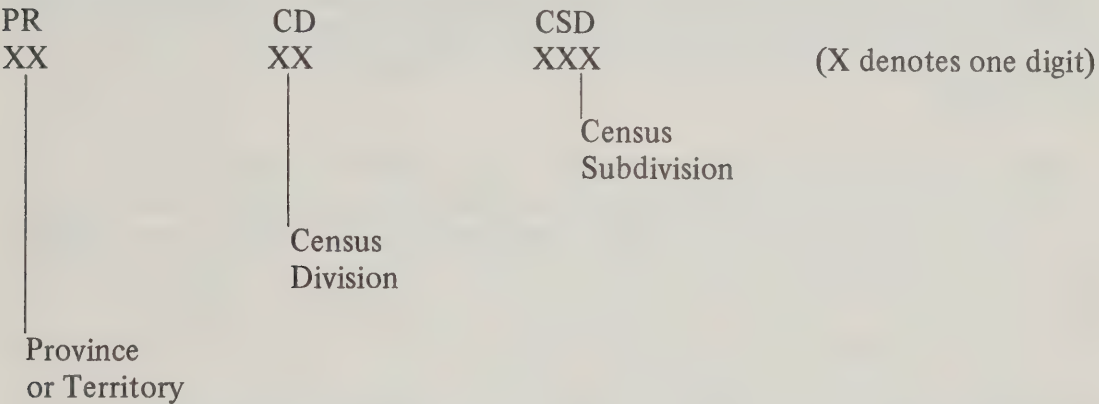 PR CD CSD
XX XX XXX (X denotes one digit)
Census
Subdivision
Census
Division
Province
or Territory